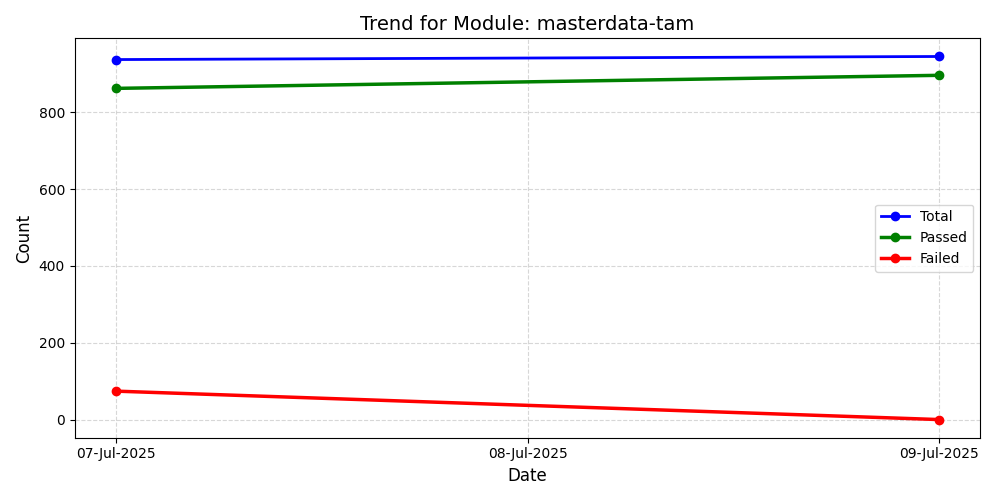 Trend for Module: masterdata-tam
Count
800
600
400
200
0
Total
Passed
Failed
07-Jul-2025
08-Jul-2025
09-Jul-2025
Date